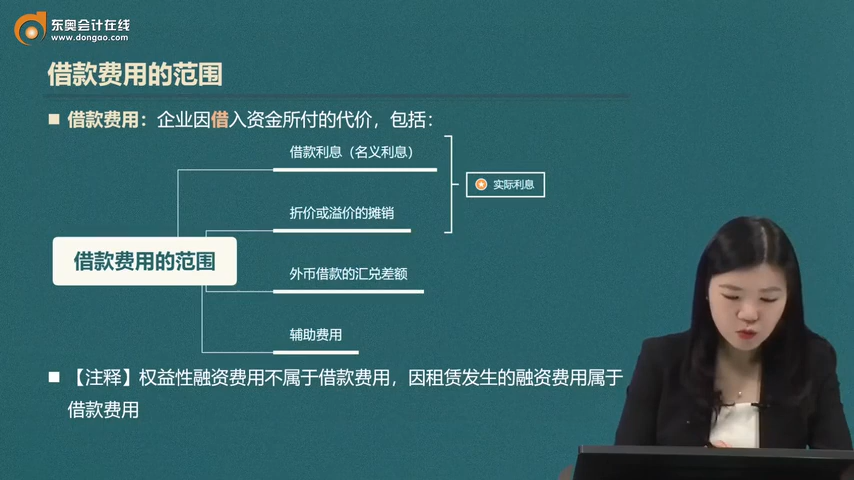 东奥会计在线
www.dongao.com
借款费用的范围
借款费用：企业因借入资金所付的代价，包括：
借款利息（名义利息）
实际利息
折价或溢价的摊销
借款费用的范围
外币借款的汇兑差额
辅助费用
【注释】权益性融资费用不属于借款费用，因租赁发生的融资费用属于
借款费用